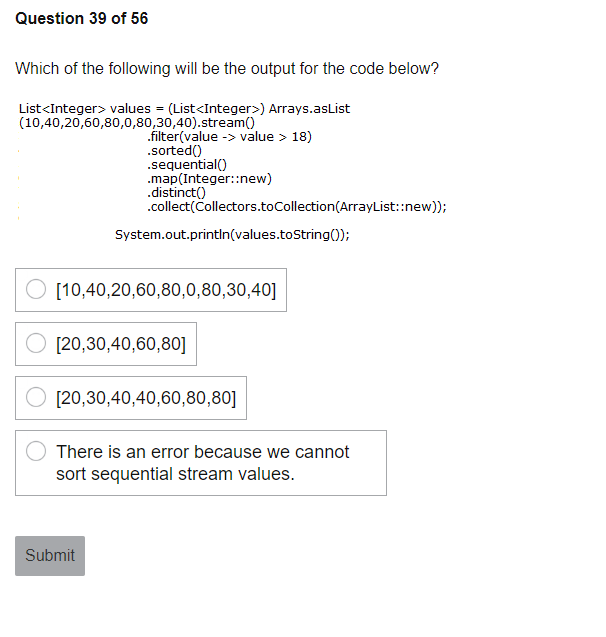 Question 39 of 56
Which of the following will be the output for the code below?
List<Integer> values = (List<Integer>) Arrays.asList
(10,40,20,60,80,0,80,30,40).stream()
.filter(value -> value > 18)
.sorted()
.sequential()
.map(Integer::new)
.distinct()
.collect(Collectors.toCollection(ArrayList::new));
System.out.println(values.toString());
[10,40,20,60,80,0,80,30,40]
[20,30,40,60,80]
[20,30,40,40,60,80,80]
There is an error because we cannot
sort sequential stream values.
Submit